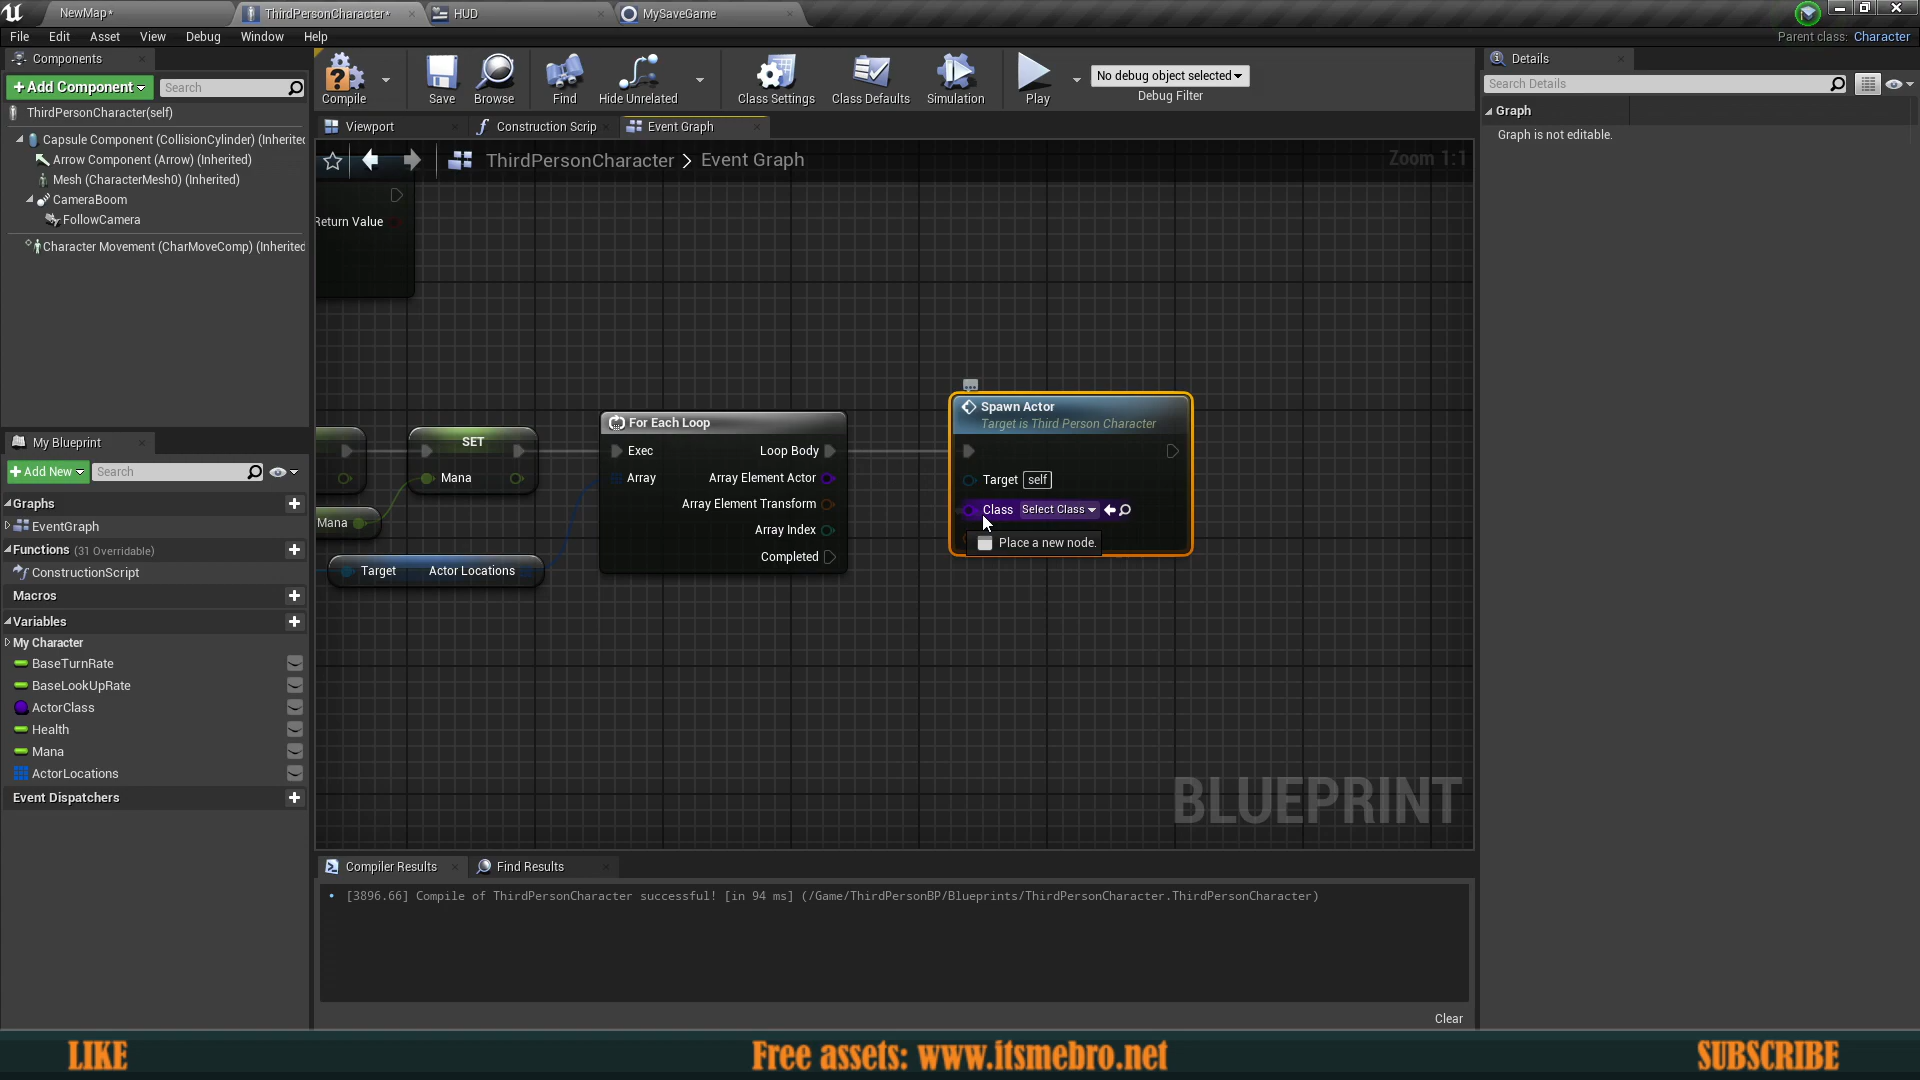 NewMap*
ThirdPersonCharacter*
HUD
MySaveGame
File Edit Asset View Debug Window Help
Parent class: Character
Components
+Add Component
Search
ThirdPersonCharacter(self)
Capsule Component (CollisionCylinder) (Inherited
Arrow Component (Arrow) (Inherited)
Mesh (CharacterMesh0) (Inherited)
CameraBoom
FollowCamera
Character Movement (CharMoveComp) (Inherited
Compile
Save
Browse
Find
Hide Unrelated
Class Settings
Class Defaults
Simulation
Play
No debug object selected
Debug Filter
Viewport
Construction Scrip
Event Graph
ThirdPersonCharacter > Event Graph
Zoom 1:1
Return Value
SET
Mana
Mana
Target Actor Locations
For Each Loop
Exec Loop Body
Array Array Element Actor
Array Element Transform
Array Index
Completed
Spawn Actor
Target is Third Person Character
Target self
Class Select Class
Place a new node.
BLUEPRINT
My Blueprint
+Add New
Search
Graphs
EventGraph
Functions (31 Overridable)
ConstructionScript
Macros
Variables
My Character
BaseTurnRate
BaseLookUpRate
ActorClass
Health
Mana
ActorLocations
Event Dispatchers
Details
Search Details
Graph
Graph is not editable.
Compiler Results
Find Results
[3896.66] Compile of ThirdPersonCharacter successful! [in 94 ms] (/Game/ThirdPersonBP/Blueprints/ThirdPersonCharacter.ThirdPersonCharacter)
Clear
LIKE
Free assets: www.itsmebro.net
SUBSCRIBE